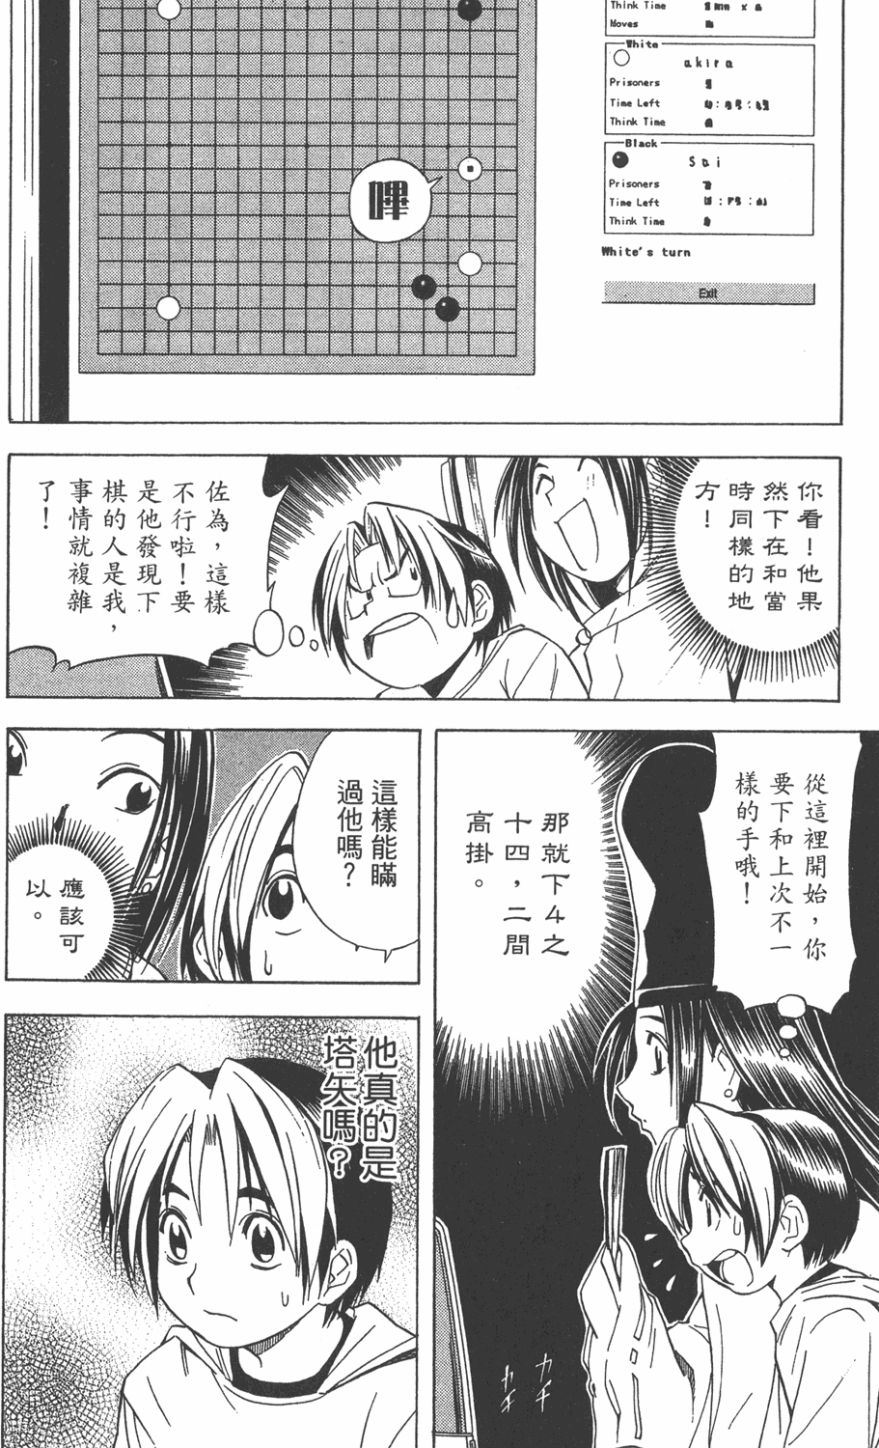 Think Time
Moves
White
akira
Prisoners
Time Left
Think Time
Black
Sai
Prisoners
Time Left
Think Time
White's turn
Exit
嗶
你看！他果
然下在和當
時同樣的地
方！
佐為，這樣
不行啦！要
是他發現下
棋的人是我，
事情就複雜
了！
從這裡開始，你
要下和上次不一
樣的手哦！
那就下4之
十四，二間
高掛。
カチ
カチ
這樣能瞞
過他嗎？
應該可
以。
他真的是
塔矢嗎？